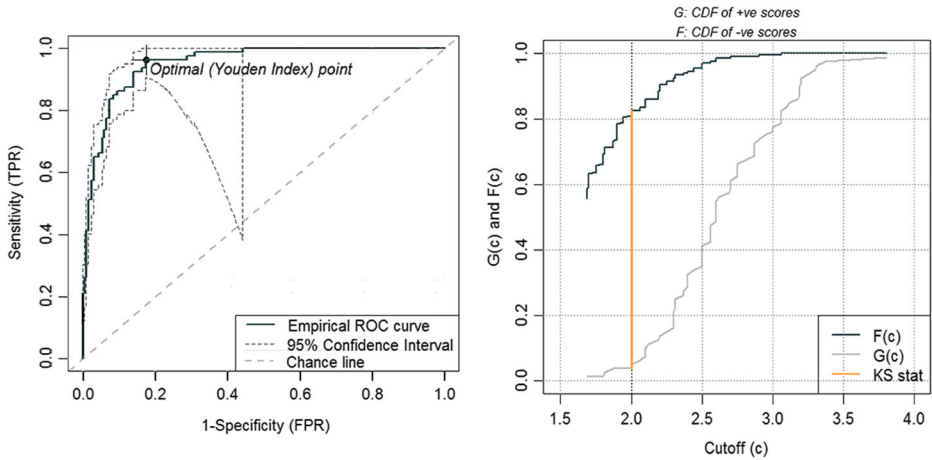 Optimal (Youden Index) point
Sensitivity (TPR)
1.0
0.8
0.6
0.4
0.2
0.0
0.0
0.2
0.4
0.6
0.8
1.0
1-Specificity (FPR)
Empirical ROC curve
95% Confidence Interval
Chance line
G: CDF of +ve scores
F: CDF of -ve scores
G(c) and F(c)
1.0
0.8
0.6
0.4
0.2
0.0
1.5
2.0
2.5
3.0
3.5
4.0
Cutoff (c)
F(c)
G(c)
KS stat